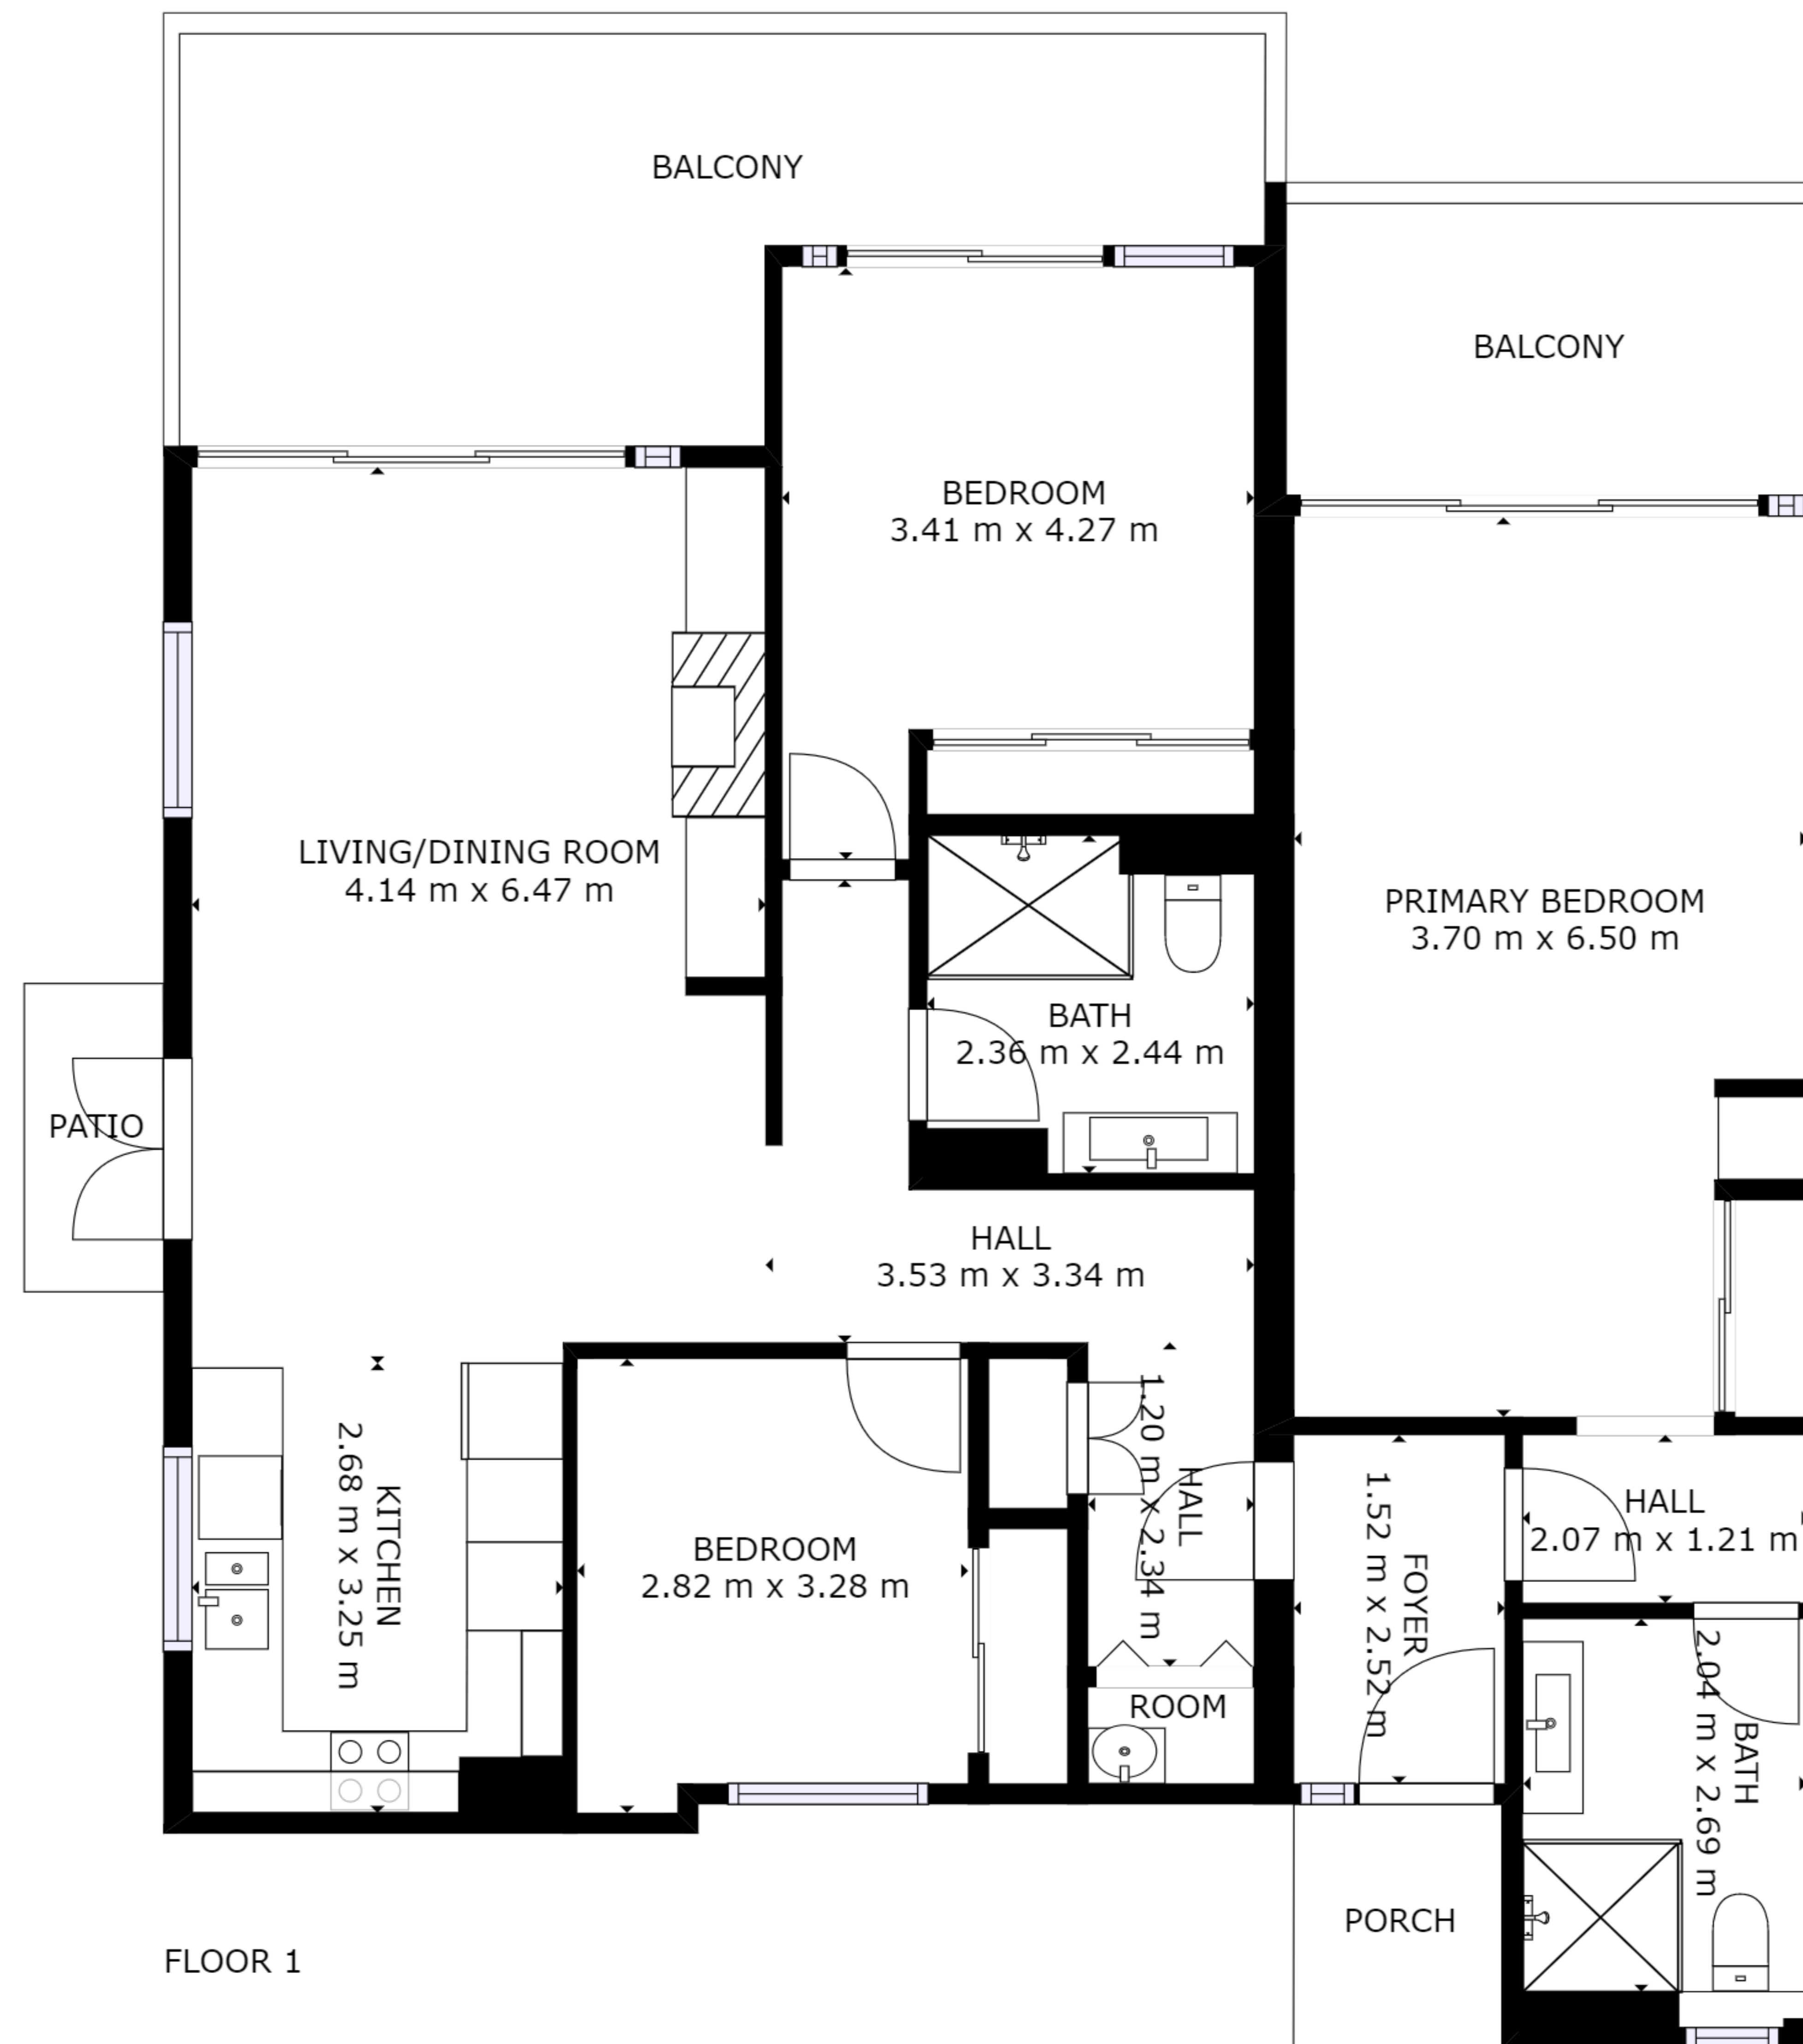 BALCONY
BALCONY
BEDROOM
3.41 m x 4.27 m
LIVING/DINING ROOM
4.14 m x 6.47 m
PRIMARY BEDROOM
3.70 m x 6.50 m
BATH
2.36 m x 2.44 m
PATIO
HALL
3.53 m x 3.34 m
KITCHEN
2.68 m x 3.25 m
BEDROOM
2.82 m x 3.28 m
HALL
1.20 m x 2.34 m
FOYER
1.52 m x 2.52 m
HALL
2.07 m x 1.21 m
ROOM
BATH
2.04 m x 2.69 m
PORCH
FLOOR 1